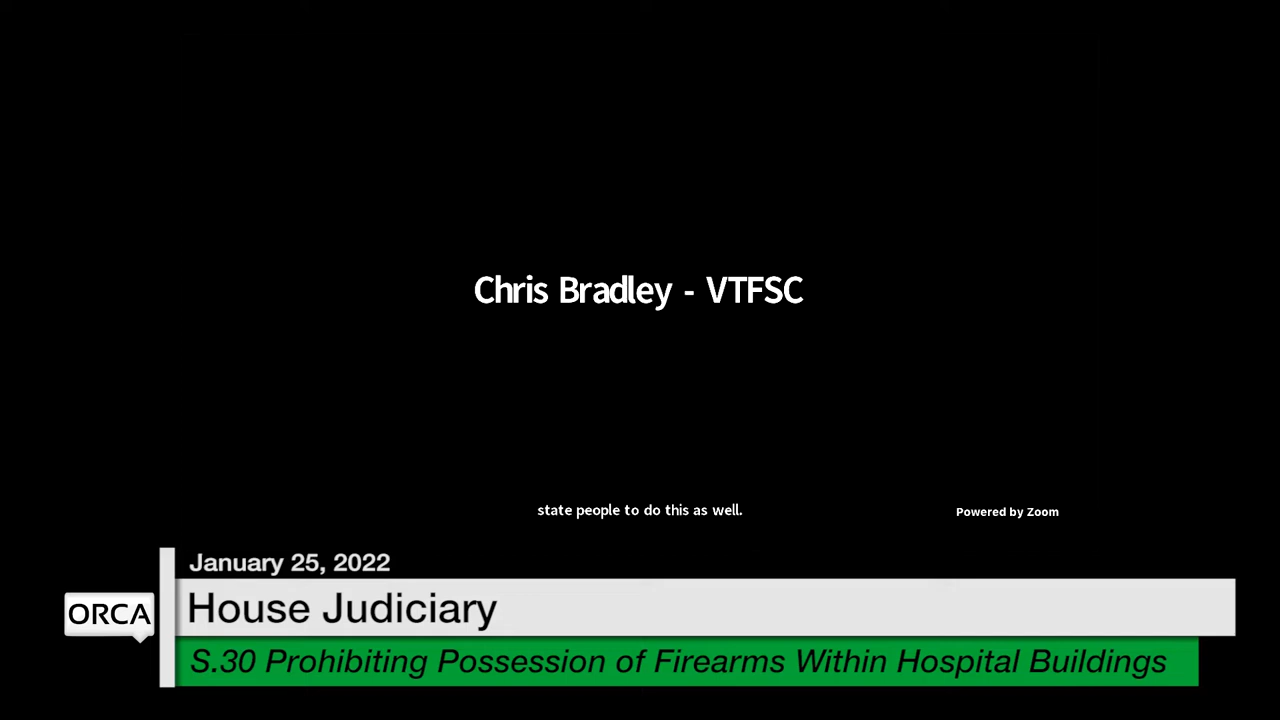 Chris Bradley - VTFSC
state people to do this as well.
Powered by Zoom
January 25, 2022
House Judiciary
ORCA
S.30 Prohibiting Possession of Firearms Within Hospital Buildings